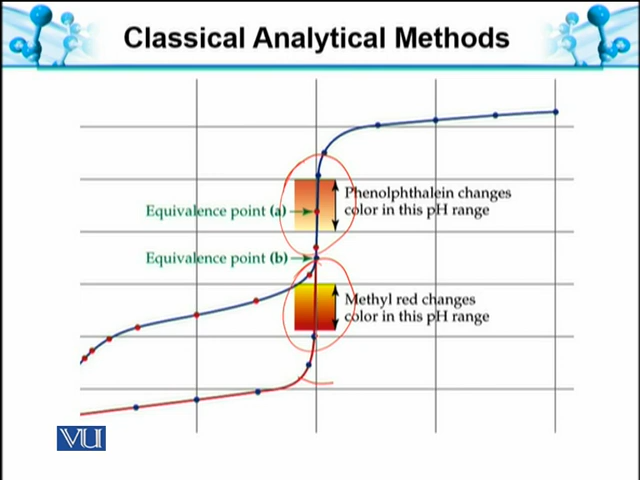 Classical Analytical Methods
Phenolphthalein changes
color in this pH range
Equivalence point (a)
Equivalence point (b)
Methyl red changes
color in this pH range
VU